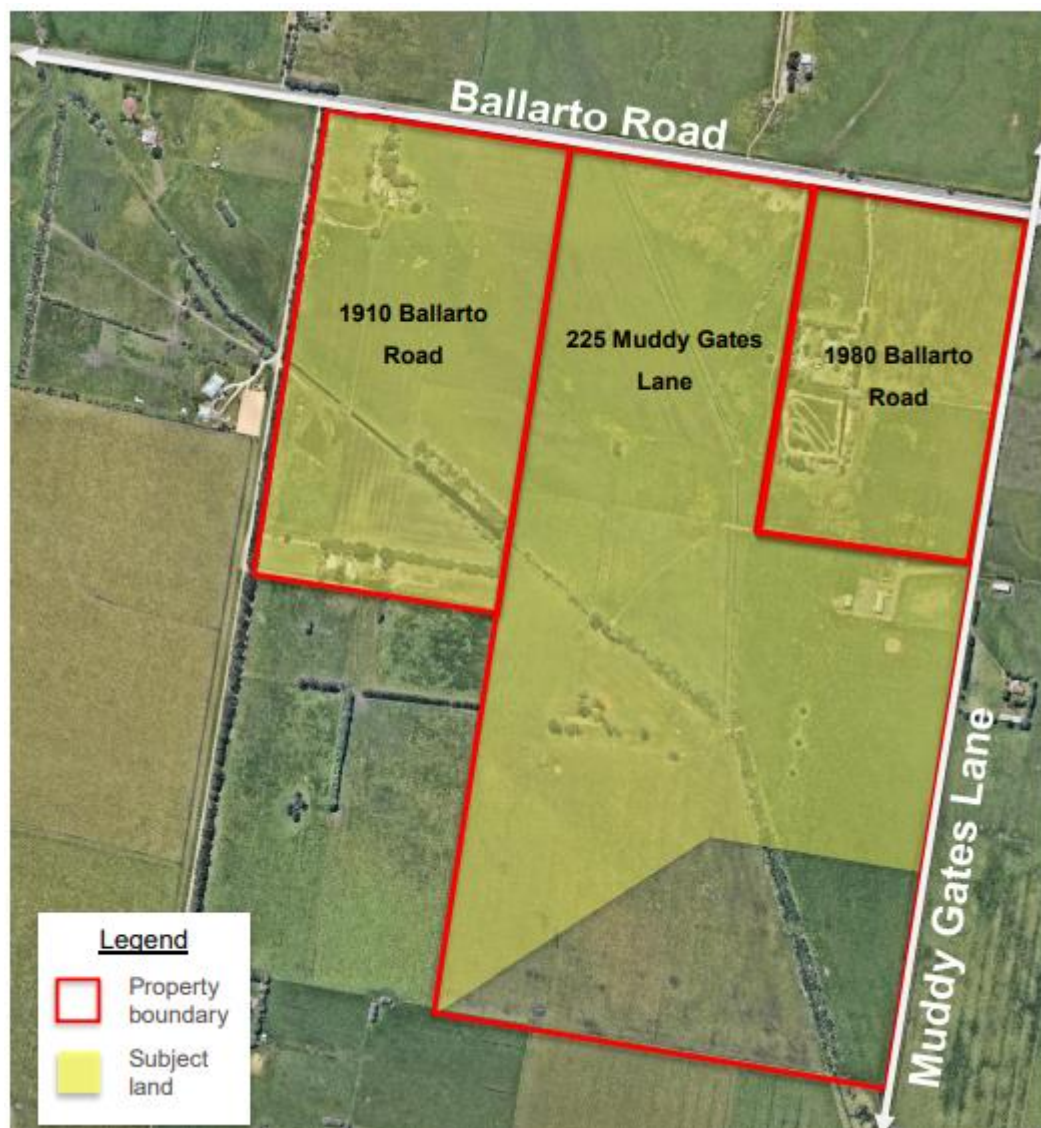 Ballarto Road
1910 Ballarto
Road
225 Muddy Gates
Lane
1980 Ballarto
Road
Muddy Gates Lane
Legend
Property
boundary
Subject
land